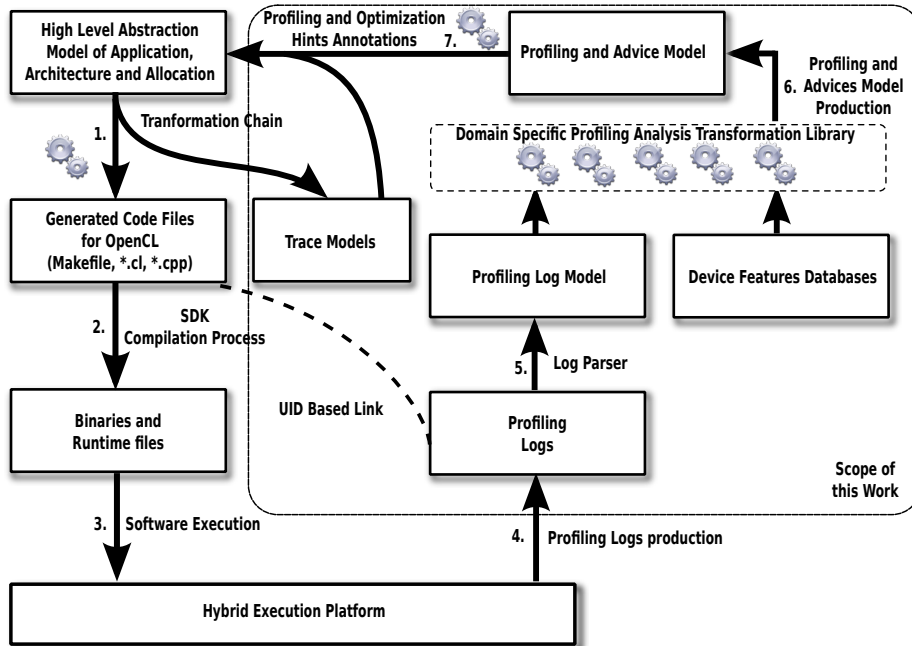 High Level Abstraction
Model of Application,
Architecture and Allocation
Profiling and Optimization
Hints Annotations
7.
Profiling and Advice Model
Profiling and
6. Advices Model
Production
1.
Tranformation Chain
Domain Specific Profiling Analysis Transformation Library
Generated Code Files
for OpenCL
(Makefile, *.cl, *.cpp)
Trace Models
Profiling Log Model
Device Features Databases
2.
SDK
Compilation Process
5.
Log Parser
UID Based Link
Binaries and
Runtime files
Profiling
Logs
Scope of
this Work
3.
Software Execution
4.
Profiling Logs production
Hybrid Execution Platform